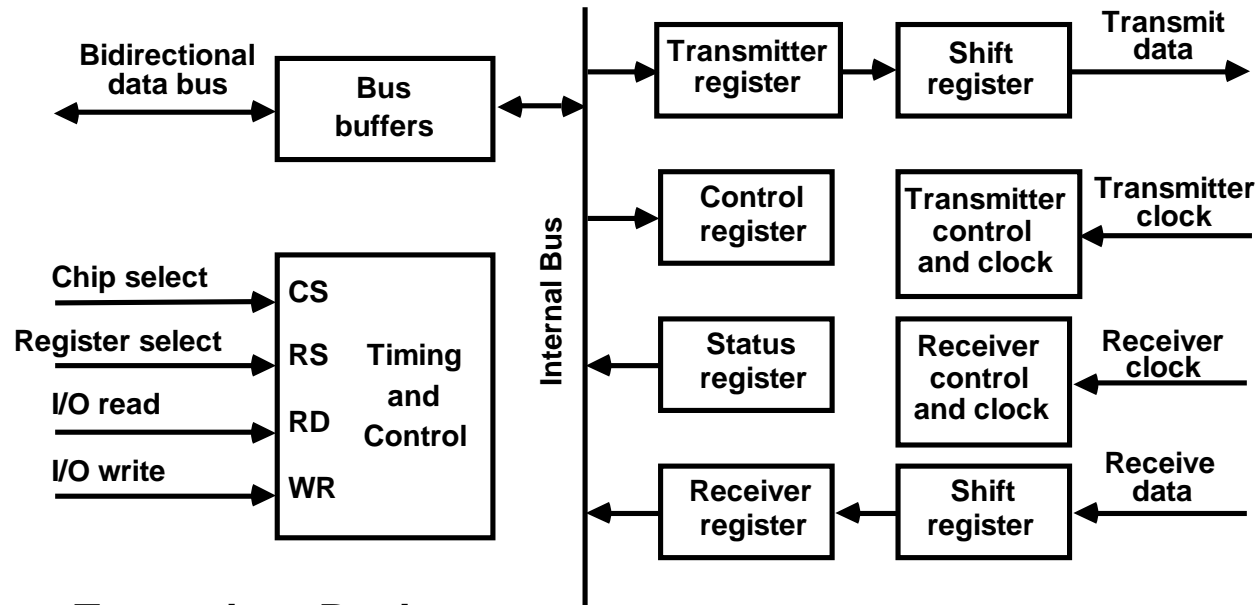 Bidirectional
data bus
Bus
buffers
Chip select
Register select
I/O read
I/O write
CS
RS
RD
WR
Timing
and
Control
Internal Bus
Transmitter
register
Shift
register
Transmit
data
Control
register
Transmitter
control
and clock
Transmitter
clock
Status
register
Receiver
control
and clock
Receiver
clock
Receiver
register
Shift
register
Receive
data